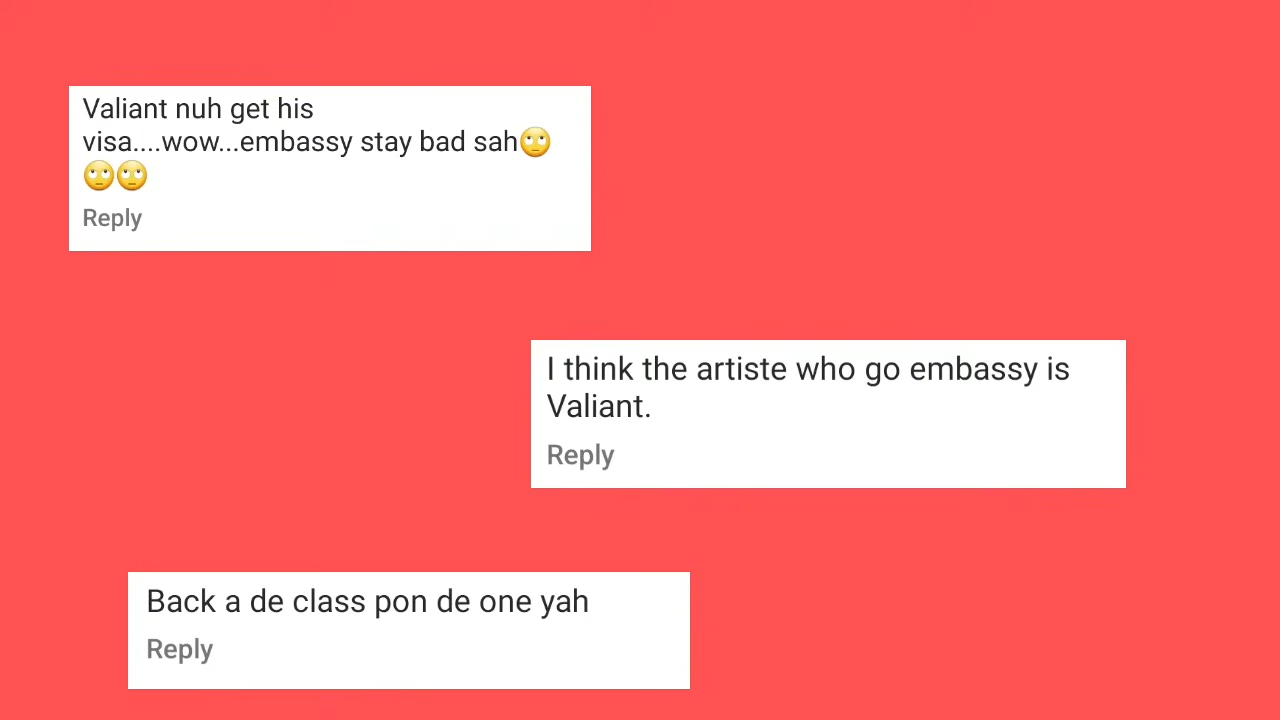 Valiant nuh get his
visa....wow...embassy stay bad sah🙄
🙄🙄
Reply
I think the artiste who go embassy is
Valiant.
Reply
Back a de class pon de one yah
Reply